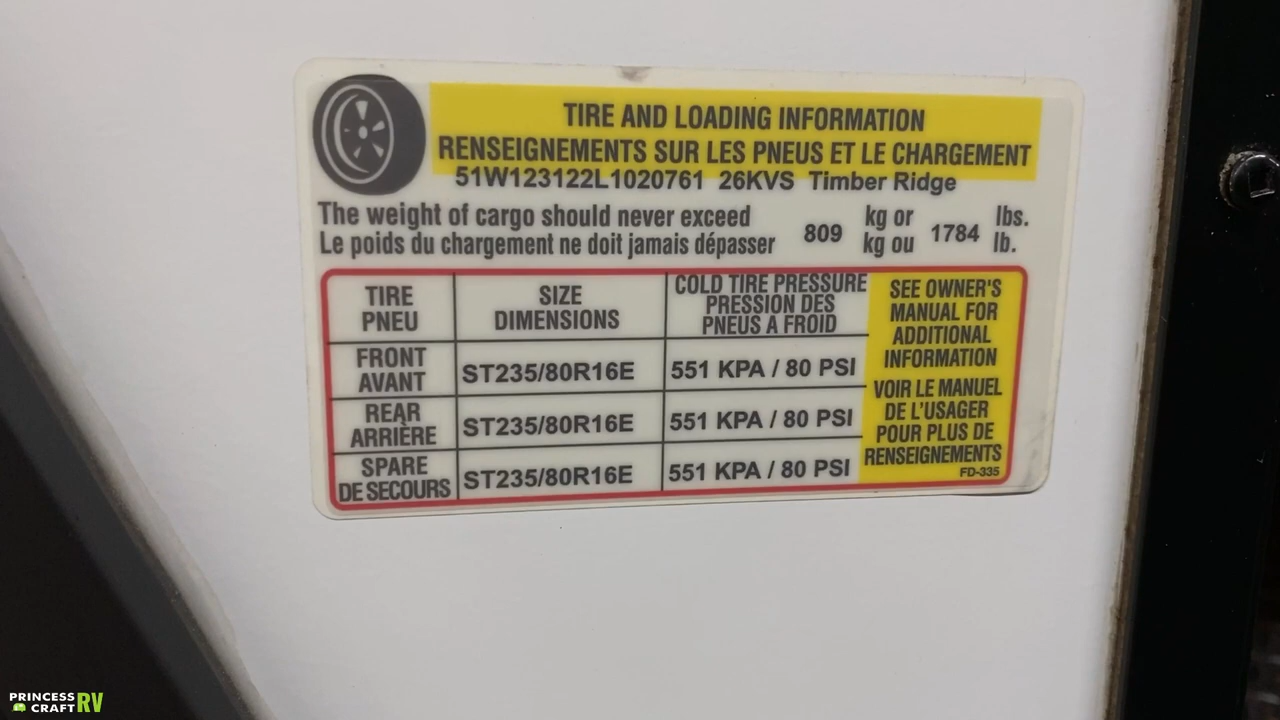 TIRE AND LOADING INFORMATION
RENSEIGNEMENTS SUR LES PNEUS ET LE CHARGEMENT
51W123122L1020761 26KVS Timber Ridge
The weight of cargo should never exceed 809 kg or 1784 lbs.
Le poids du chargement ne doit jamais dépasser kg ou lb.
TIRE
PNEU
SIZE
DIMENSIONS
COLD TIRE PRESSURE
PRESSION DES
PNEUS A FROID
FRONT
AVANT
ST235/80R16E
551 KPA / 80 PSI
REAR
ARRIÈRE
ST235/80R16E
551 KPA / 80 PSI
SPARE
DE SECOURS
ST235/80R16E
551 KPA / 80 PSI
SEE OWNER'S
MANUAL FOR
ADDITIONAL
INFORMATION
VOIR LE MANUEL
DE L'USAGER
POUR PLUS DE
RENSEIGNEMENTS
FD-335
PRINCESS
CRAFT RV